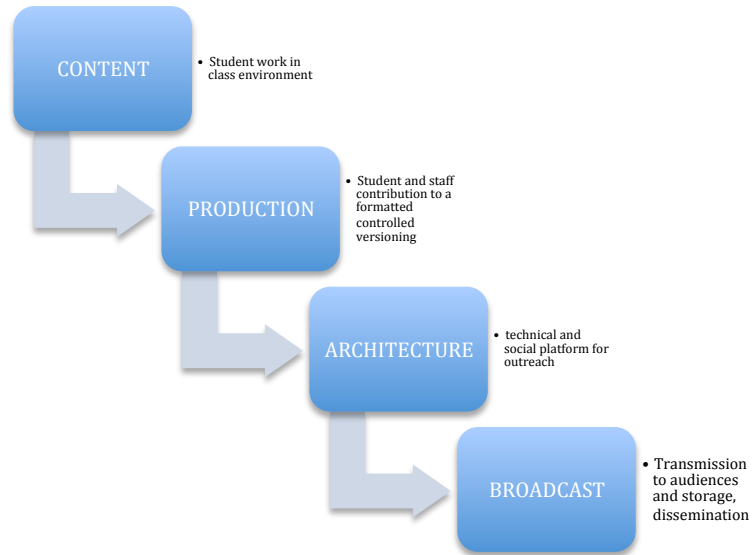 CONTENT
• Student work in
class environment
PRODUCTION
• Student and staff
contribution to a
formatted
controlled
versioning
ARCHITECTURE
• technical and
social platform for
outreach
BROADCAST
• Transmission
to audiences
and storage,
dissemination